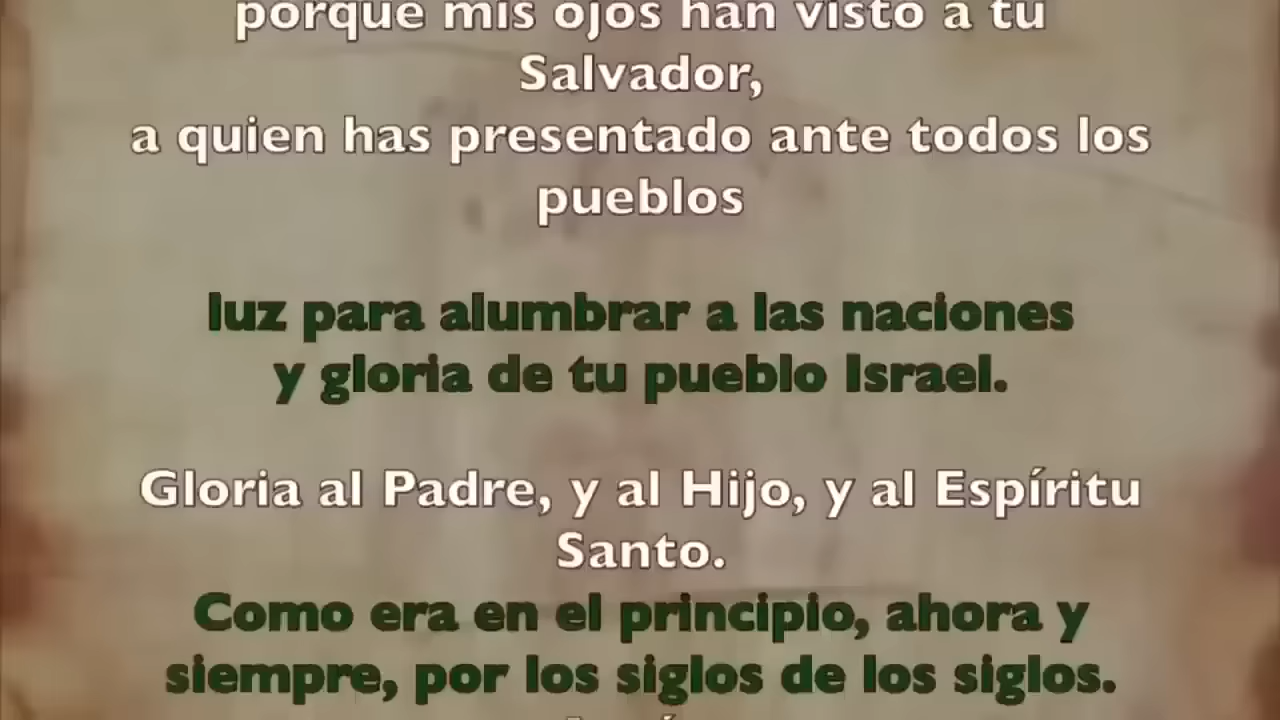 porque mis ojos han visto a tu
Salvador,
a quien has presentado ante todos los
pueblos
luz para alumbrar a las naciones
y gloria de tu pueblo Israel.
Gloria al Padre, y al Hijo, y al Espíritu
Santo.
Como era en el principio, ahora y
siempre, por los siglos de los siglos.